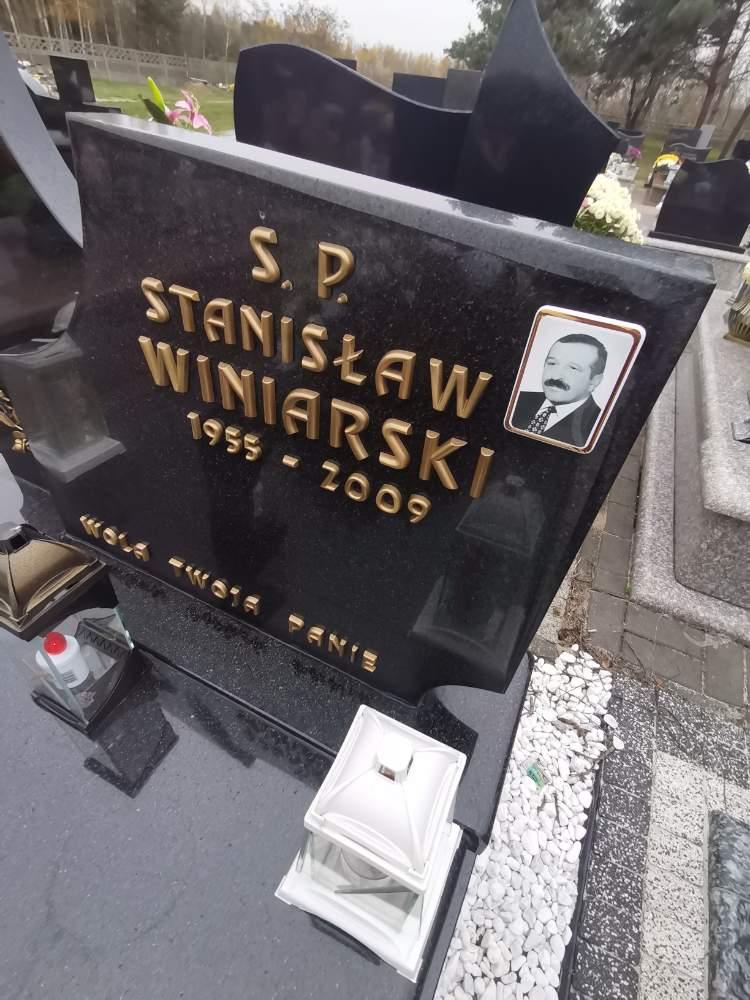 Ś. P.
STANISŁAW
WINIARSKI
1955 - 2009
WOLA TWOJA PANIE